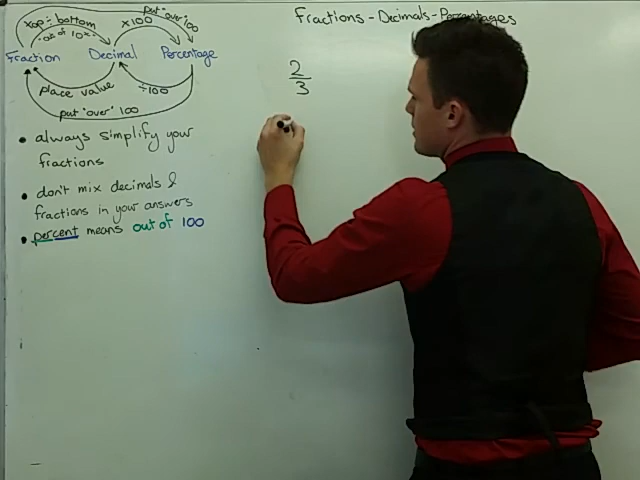 Fractions - Decimals - Percentages
put "over" 100
top ÷ bottom
"out of 10s"
x100
Fraction Decimal Percentage
place value
÷100
put "over" 100
2
3
• always simplify your
fractions
• don't mix decimals &
fractions in your answers
• percent means out of 100